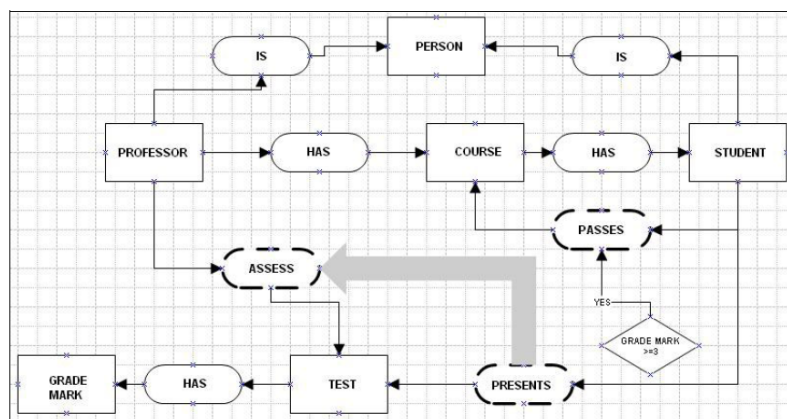 IS
PERSON
IS
PROFESSOR
HAS
COURSE
HAS
STUDENT
PASSES
ASSESS
YES
GRADE MARK
>=3
GRADE
MARK
HAS
TEST
PRESENTS